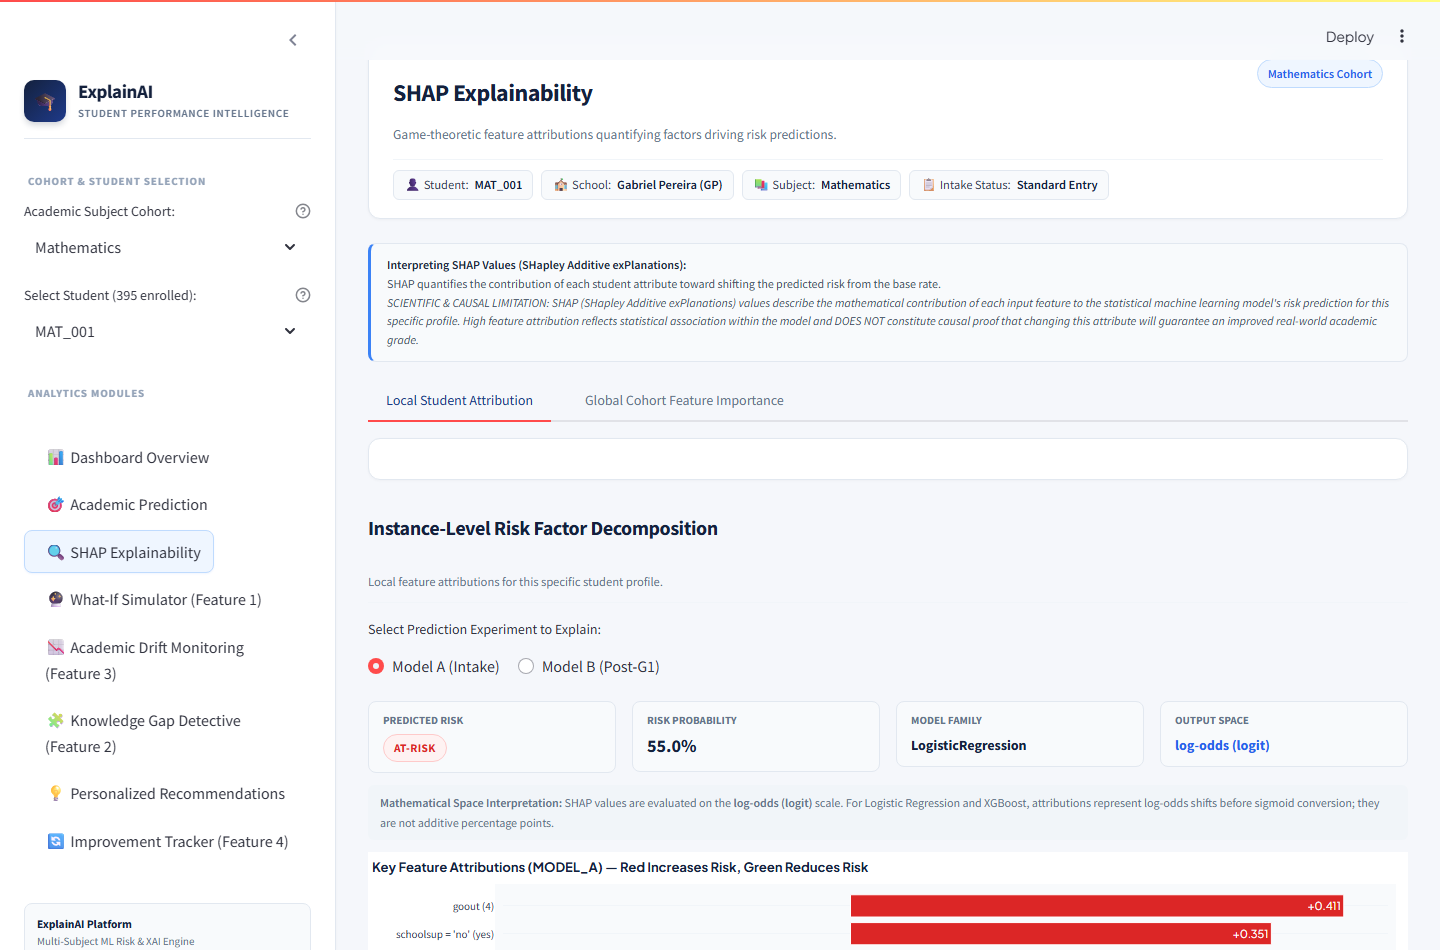 Deploy
ExplainAI
STUDENT PERFORMANCE INTELLIGENCE
COHORT & STUDENT SELECTION
Academic Subject Cohort:
Mathematics
Select Student (395 enrolled):
MAT_001
ANALYTICS MODULES
Dashboard Overview
Academic Prediction
SHAP Explainability
What-If Simulator (Feature 1)
Academic Drift Monitoring
(Feature 3)
Knowledge Gap Detective
(Feature 2)
Personalized Recommendations
Improvement Tracker (Feature 4)
ExplainAI Platform
Multi-Subject ML Risk & XAI Engine
Mathematics Cohort
SHAP Explainability
Game-theoretic feature attributions quantifying factors driving risk predictions.
Student: MAT_001
School: Gabriel Pereira (GP)
Subject: Mathematics
Intake Status: Standard Entry
Interpreting SHAP Values (SHapley Additive exPlanations):
SHAP quantifies the contribution of each student attribute toward shifting the predicted risk from the base rate.
SCIENTIFIC & CAUSAL LIMITATION: SHAP (SHapley Additive exPlanations) values describe the mathematical contribution of each input feature to the statistical machine learning model's risk prediction for this
specific profile. High feature attribution reflects statistical association within the model and DOES NOT constitute causal proof that changing this attribute will guarantee an improved real-world academic
grade.
Local Student Attribution
Global Cohort Feature Importance
Instance-Level Risk Factor Decomposition
Local feature attributions for this specific student profile.
Select Prediction Experiment to Explain:
Model A (Intake)
Model B (Post-G1)
PREDICTED RISK
AT-RISK
RISK PROBABILITY
55.0%
MODEL FAMILY
LogisticRegression
OUTPUT SPACE
log-odds (logit)
Mathematical Space Interpretation: SHAP values are evaluated on the log-odds (logit) scale. For Logistic Regression and XGBoost, attributions represent log-odds shifts before sigmoid conversion; they
are not additive percentage points.
Key Feature Attributions (MODEL_A) — Red Increases Risk, Green Reduces Risk
goout (4)
+0.411
schoolsup = 'no' (yes)
+0.351